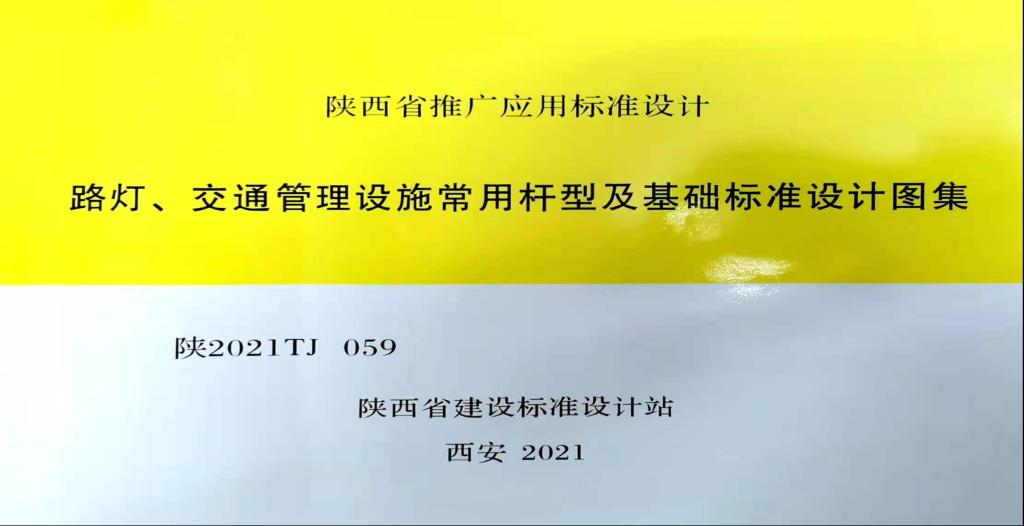 陕西省推广应用标准设计
路灯、交通管理设施常用杆型及基础标准设计图集
陕2021TJ 059
陕西省建设标准设计站
西安 2021